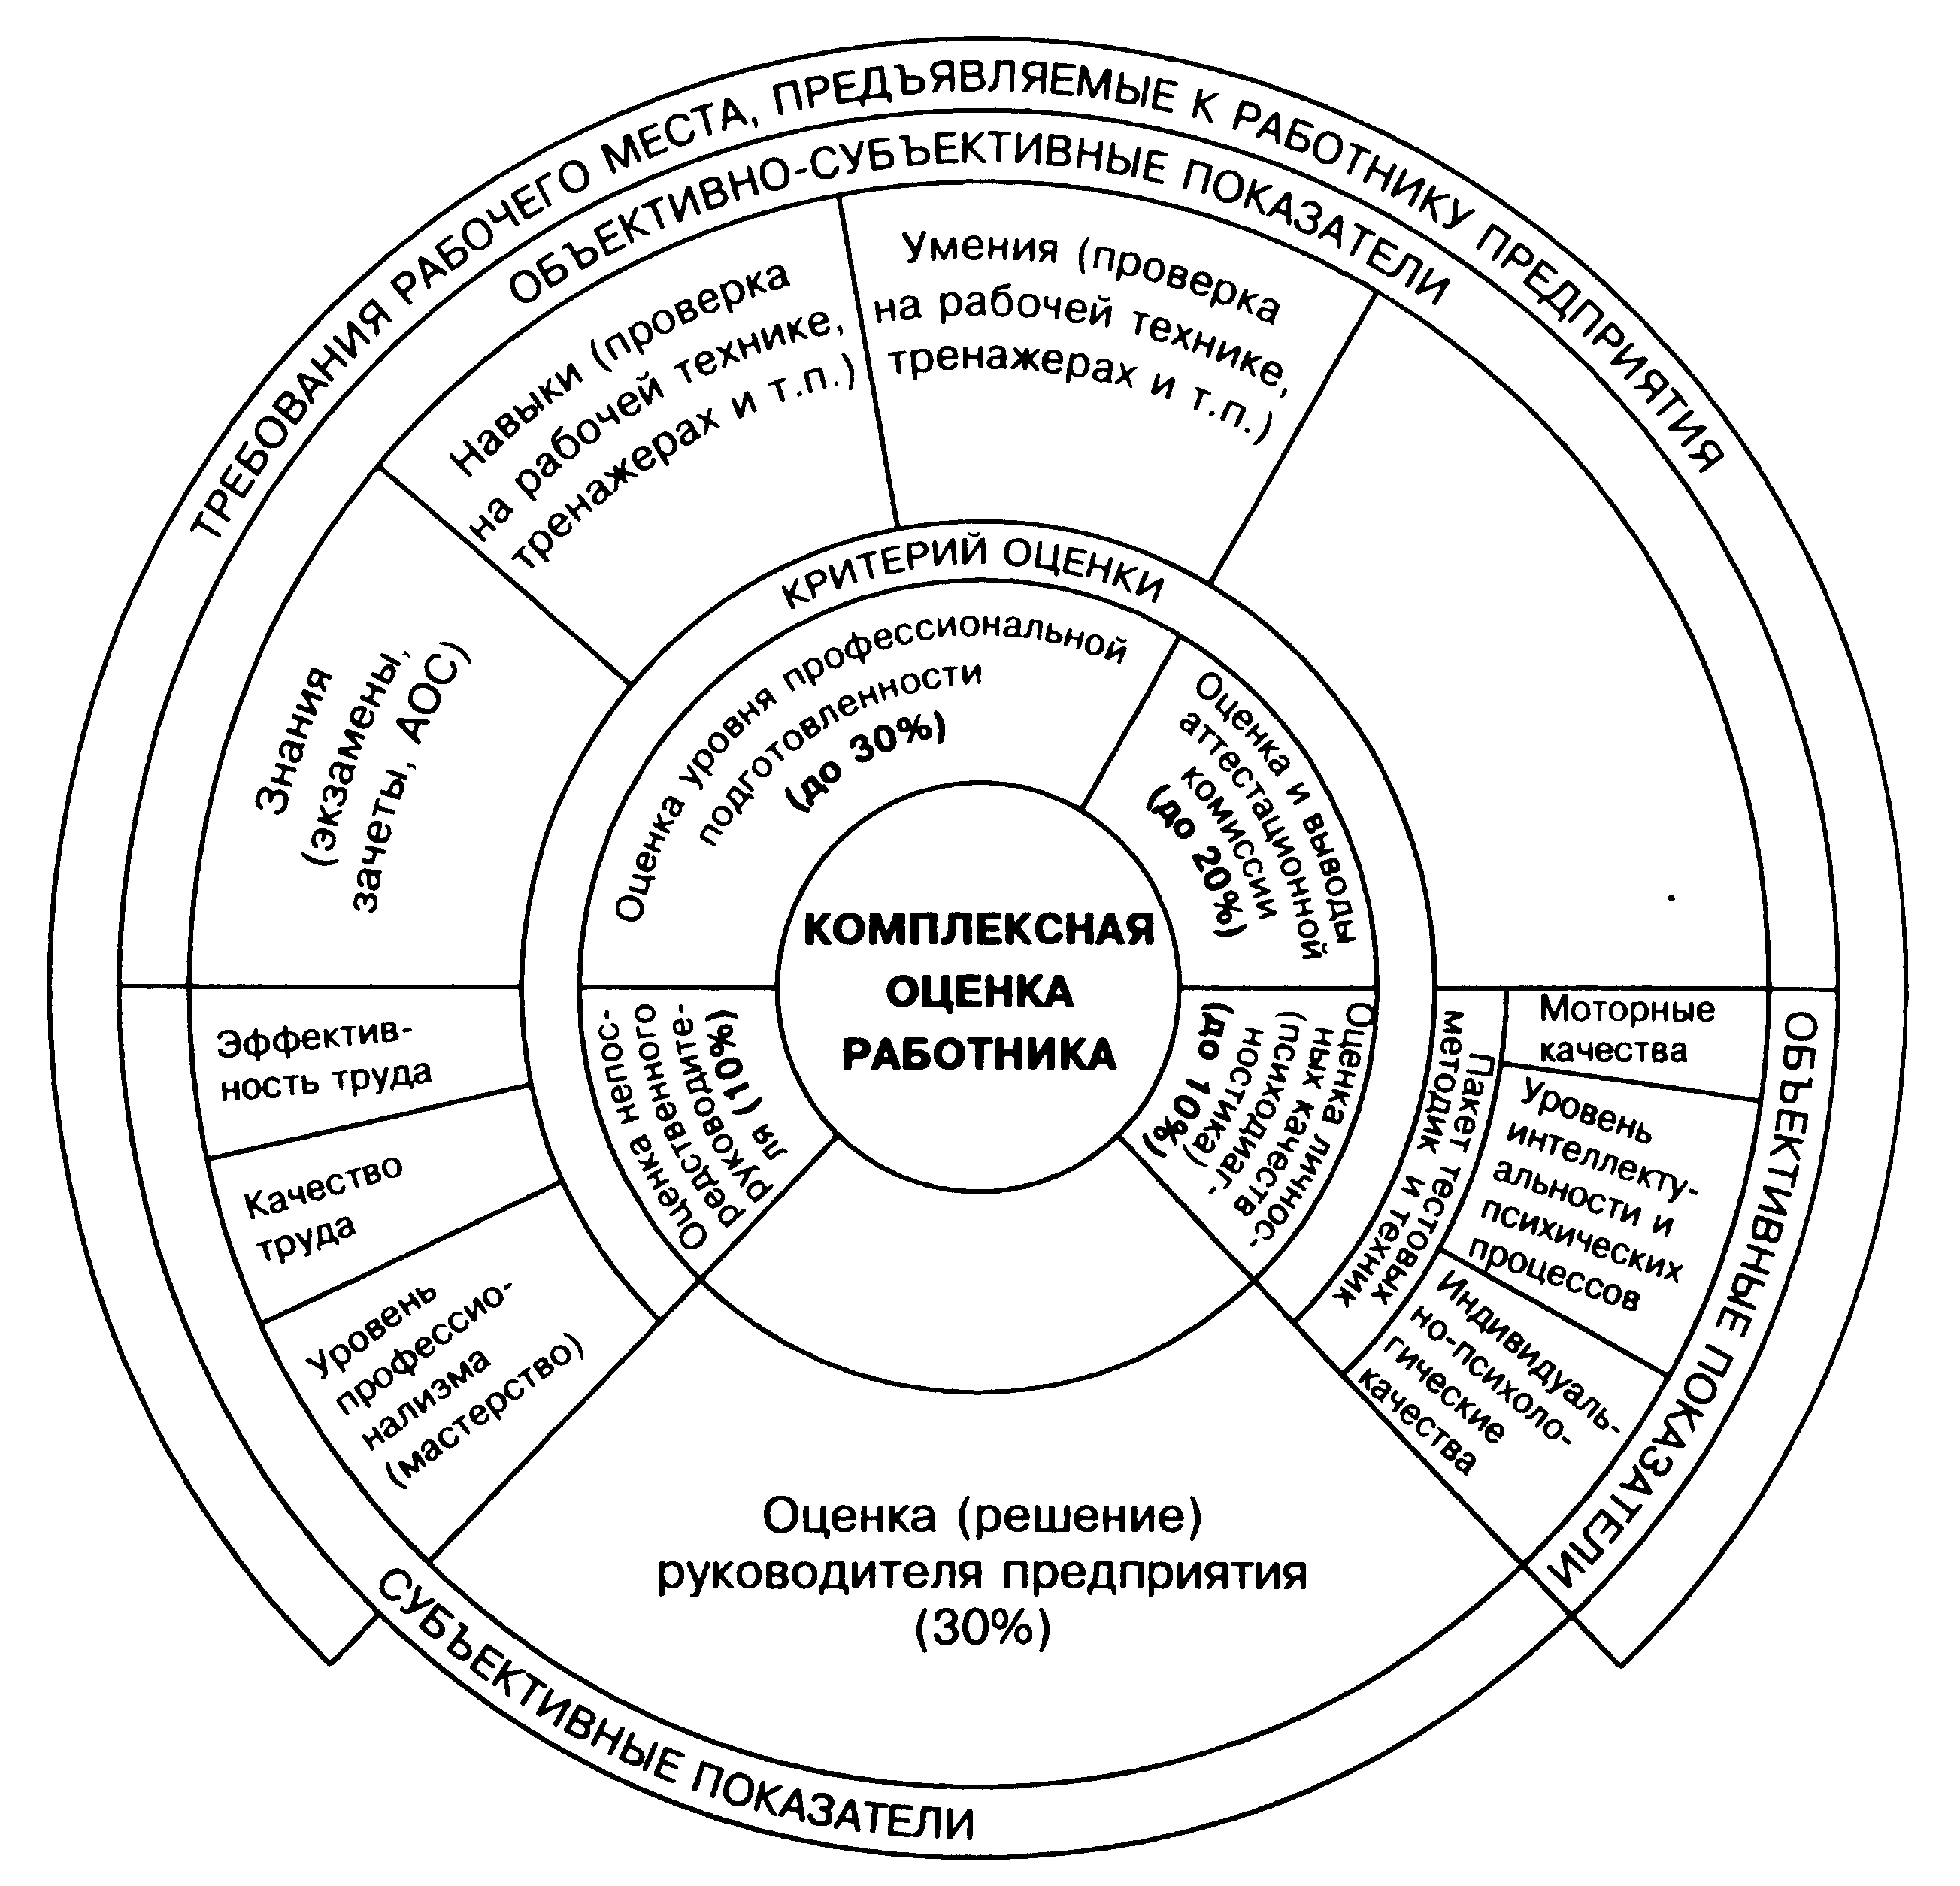 ТРЕБОВАНИЯ РАБОЧЕГО МЕСТА, ПРЕДЪЯВЛЯЕМЫЕ К РАБОТНИКУ ПРЕДПРИЯТИЯ
ОБЪЕКТИВНО-СУБЪЕКТИВНЫЕ ПОКАЗАТЕЛИ
Знания
(экзамены,
зачеты, АОС)
Навыки (проверка
на рабочей технике,
тренажерах и т.п.)
Умения (проверка
на рабочей технике,
тренажерах и т.п.)
КРИТЕРИЙ ОЦЕНКИ
Оценка уровня профессиональной
подготовленности
(до 30%)
Оценка и выводы
аттестационной
комиссии
(до 20%)
КОМПЛЕКСНАЯ
ОЦЕНКА
РАБОТНИКА
Оценка непос-
редственного
руководите-
ля (10%)
Оценка личнос-
ных качеств
(психодиаг-
ностика)
(до 10%)
Эффектив-
ность труда
Качество
труда
Уровень
профессио-
нализма
(мастерство)
Пакет тестовых
методик и техник
Моторные
качества
Уровень
интеллекту-
альности и
психических
процессов
Индивидуаль-
но-психоло-
гические
качества
ОБЪЕКТИВНЫЕ ПОКАЗАТЕЛИ
Оценка (решение)
руководителя предприятия
(30%)
СУБЪЕКТИВНЫЕ ПОКАЗАТЕЛИ